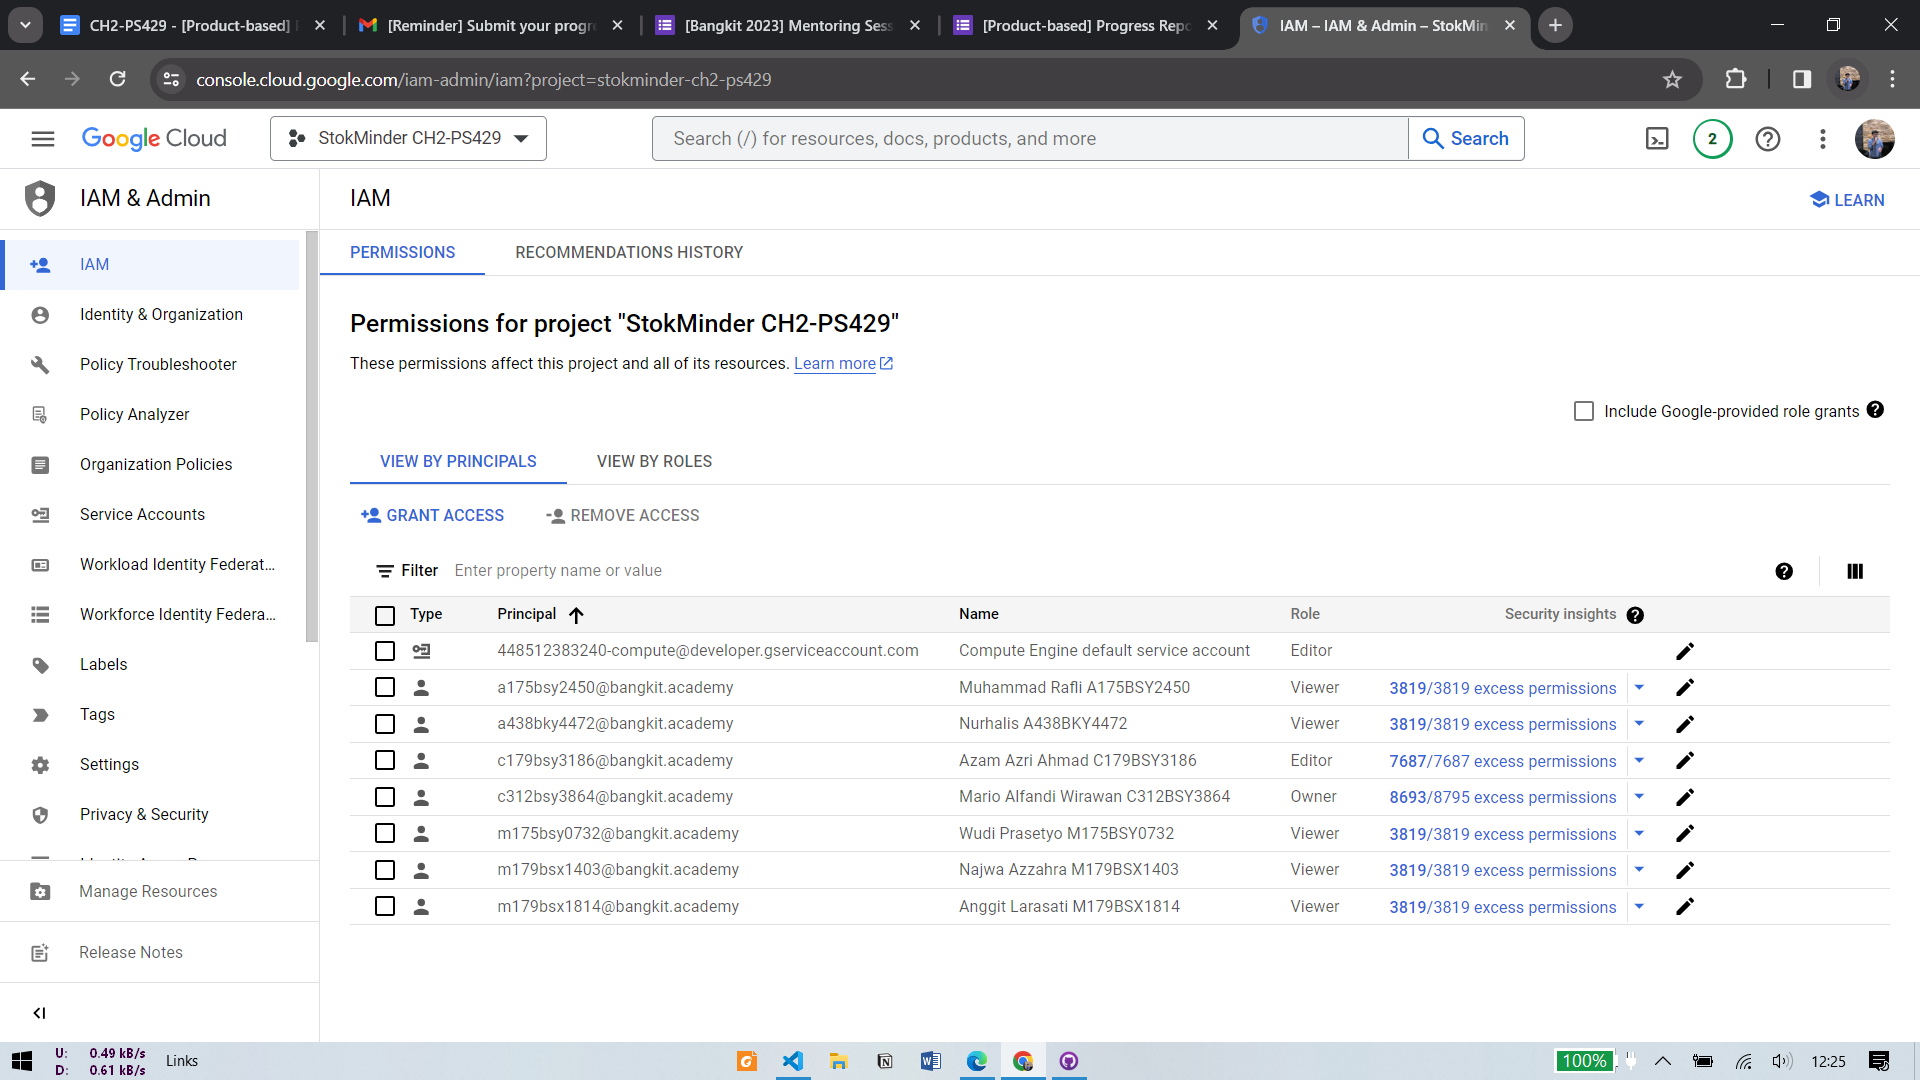 CH2-PS429 - [Product-based]
[Reminder] Submit your progre
[Bangkit 2023] Mentoring Sess
[Product-based] Progress Repo
IAM – IAM & Admin – StokMin
console.cloud.google.com/iam-admin/iam?project=stokminder-ch2-ps429
Google Cloud
StokMinder CH2-PS429
Search (/) for resources, docs, products, and more
Search
2
IAM & Admin
IAM
LEARN
IAM
Identity & Organization
Policy Troubleshooter
Policy Analyzer
Organization Policies
Service Accounts
Workload Identity Federat...
Workforce Identity Federa...
Labels
Tags
Settings
Privacy & Security
Manage Resources
Release Notes
PERMISSIONS
RECOMMENDATIONS HISTORY
Permissions for project "StokMinder CH2-PS429"
These permissions affect this project and all of its resources. Learn more
Include Google-provided role grants
VIEW BY PRINCIPALS
VIEW BY ROLES
GRANT ACCESS
REMOVE ACCESS
Filter Enter property name or value
Type Principal Name Role Security insights
448512383240-compute@developer.gserviceaccount.com Compute Engine default service account Editor
a175bsy2450@bangkit.academy Muhammad Rafli A175BSY2450 Viewer 3819/3819 excess permissions
a438bky4472@bangkit.academy Nurhalis A438BKY4472 Viewer 3819/3819 excess permissions
c179bsy3186@bangkit.academy Azam Azri Ahmad C179BSY3186 Editor 7687/7687 excess permissions
c312bsy3864@bangkit.academy Mario Alfandi Wirawan C312BSY3864 Owner 8693/8795 excess permissions
m175bsy0732@bangkit.academy Wudi Prasetyo M175BSY0732 Viewer 3819/3819 excess permissions
m179bsx1403@bangkit.academy Najwa Azzahra M179BSX1403 Viewer 3819/3819 excess permissions
m179bsx1814@bangkit.academy Anggit Larasati M179BSX1814 Viewer 3819/3819 excess permissions
U: 0.49 kB/s
D: 0.61 kB/s
Links
100%
12:25